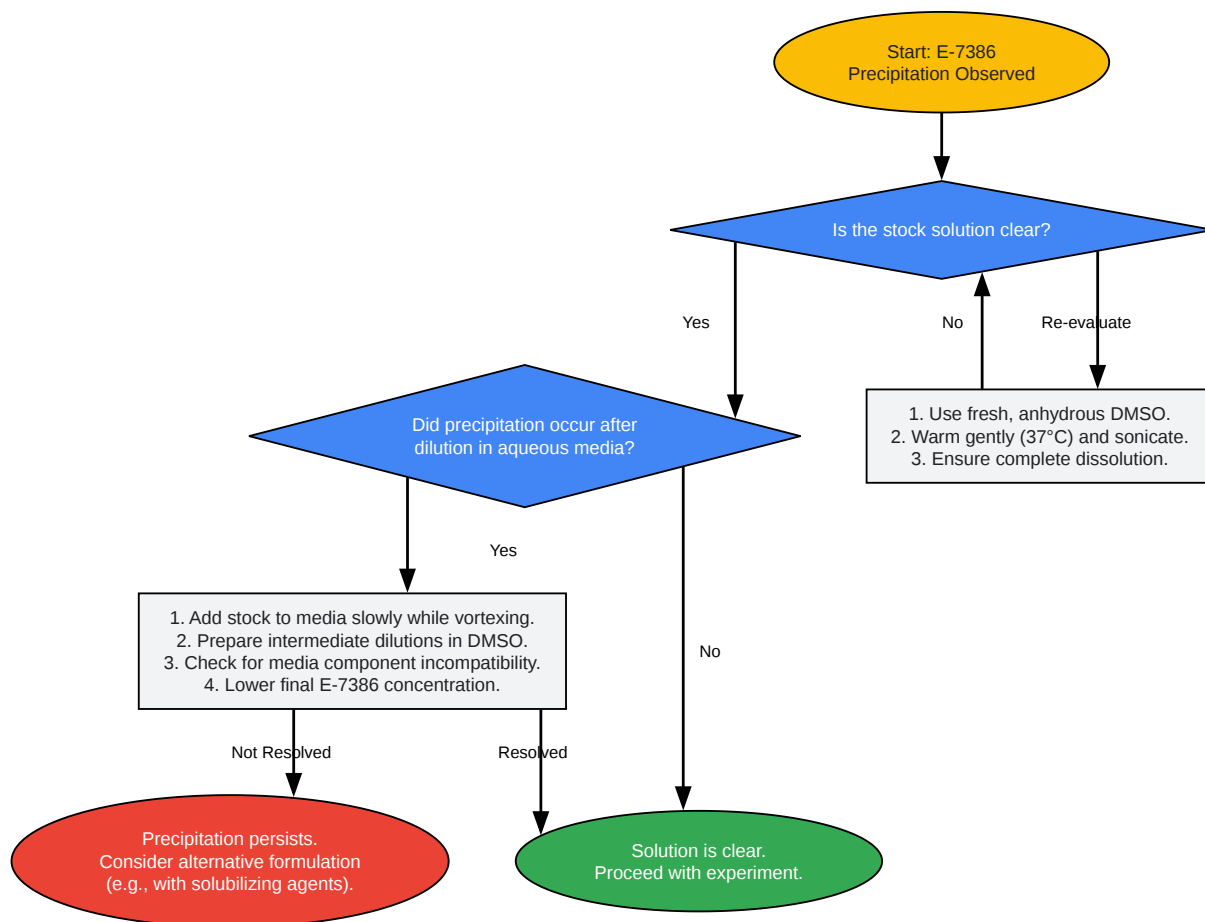 Start: E-7386
Precipitation Observed
Is the stock solution clear?
Yes
No
Re-evaluate
1. Use fresh, anhydrous DMSO.
2. Warm gently (37°C) and sonicate.
3. Ensure complete dissolution.
Did precipitation occur after
dilution in aqueous media?
Yes
No
1. Add stock to media slowly while vortexing.
2. Prepare intermediate dilutions in DMSO.
3. Check for media component incompatibility.
4. Lower final E-7386 concentration.
Not Resolved
Resolved
Precipitation persists.
Consider alternative formulation
(e.g., with solubilizing agents).
Solution is clear.
Proceed with experiment.